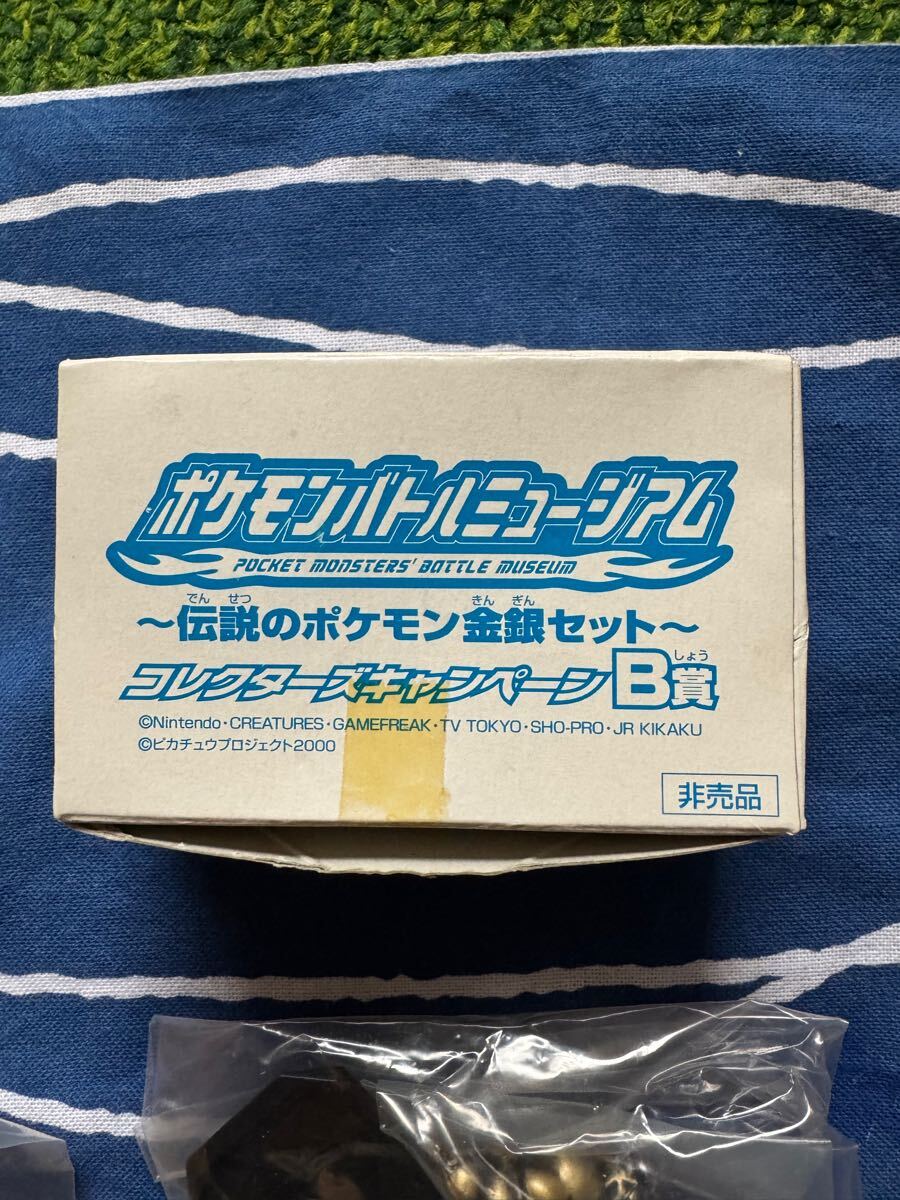 ポケモンバトルミュージアム
POCKET MONSTERS' BATTLE MUSEUM
でん せつ きん ぎん
～伝説のポケモン金銀セット～
しょう
コレクターズキャンペーンB賞
©Nintendo・CREATURES・GAMEFREAK・TV TOKYO・SHO-PRO・JR KIKAKU
©ピカチュウプロジェクト2000
非売品